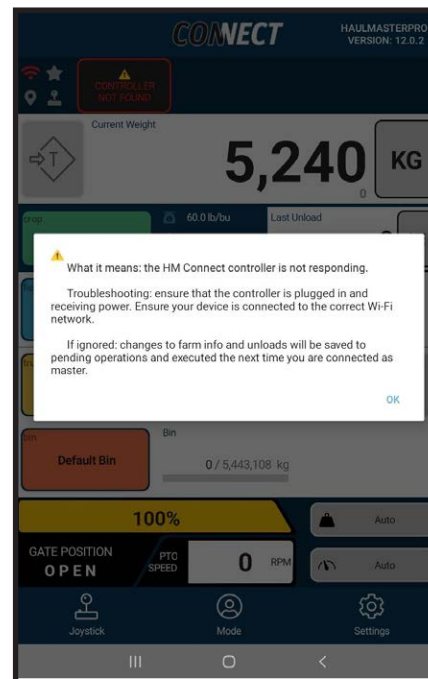 CONNECT
HAULMASTERPRO
VERSION: 12.0.2
CONTROLLER
NOT FOUND
Current Weight
T
5,240
KG
0
crop
60.0 lb/bu
Last Unload
What it means: the HM Connect controller is not responding.
Troubleshooting: ensure that the controller is plugged in and
receiving power. Ensure your device is connected to the correct Wi-Fi
network.
If ignored: changes to farm info and unloads will be saved to
pending operations and executed the next time you are connected as
master.
OK
bin
Default Bin
Bin
0 / 5,443,108 kg
100%
GATE POSITION
OPEN
PTO
SPEED
0
RPM
Auto
Auto
Joystick
Mode
Settings